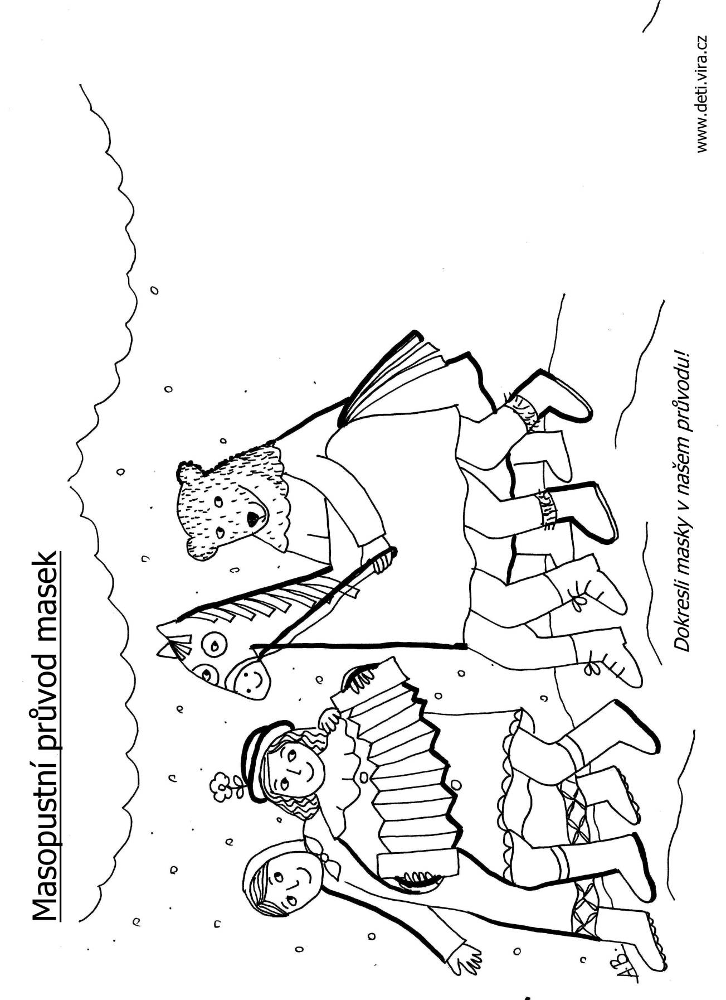 Masopustní průvod masek
Dokresli masky v našem průvodu!
A.B.
www.deti.vira.cz